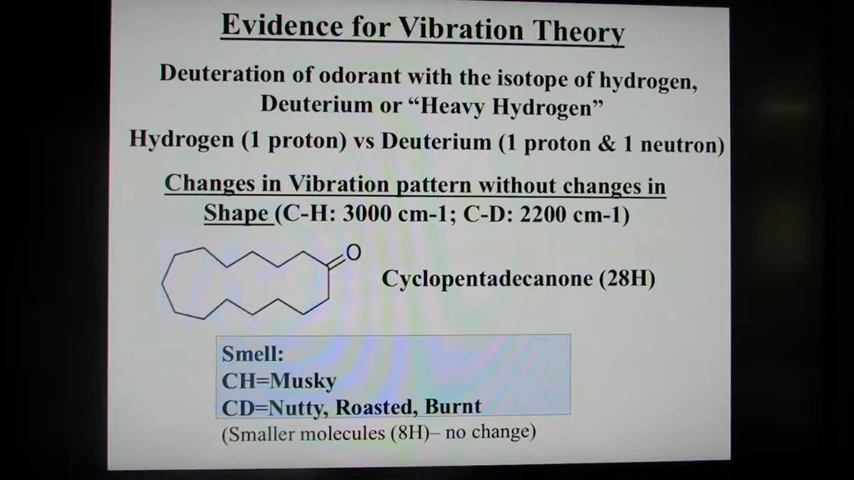 Evidence for Vibration Theory
Deuteration of odorant with the isotope of hydrogen,
Deuterium or “Heavy Hydrogen”
Hydrogen (1 proton) vs Deuterium (1 proton & 1 neutron)
Changes in Vibration pattern without changes in
Shape (C-H: 3000 cm-1; C-D: 2200 cm-1)
O
Cyclopentadecanone (28H)
Smell:
CH=Musky
CD=Nutty, Roasted, Burnt
(Smaller molecules (8H)– no change)